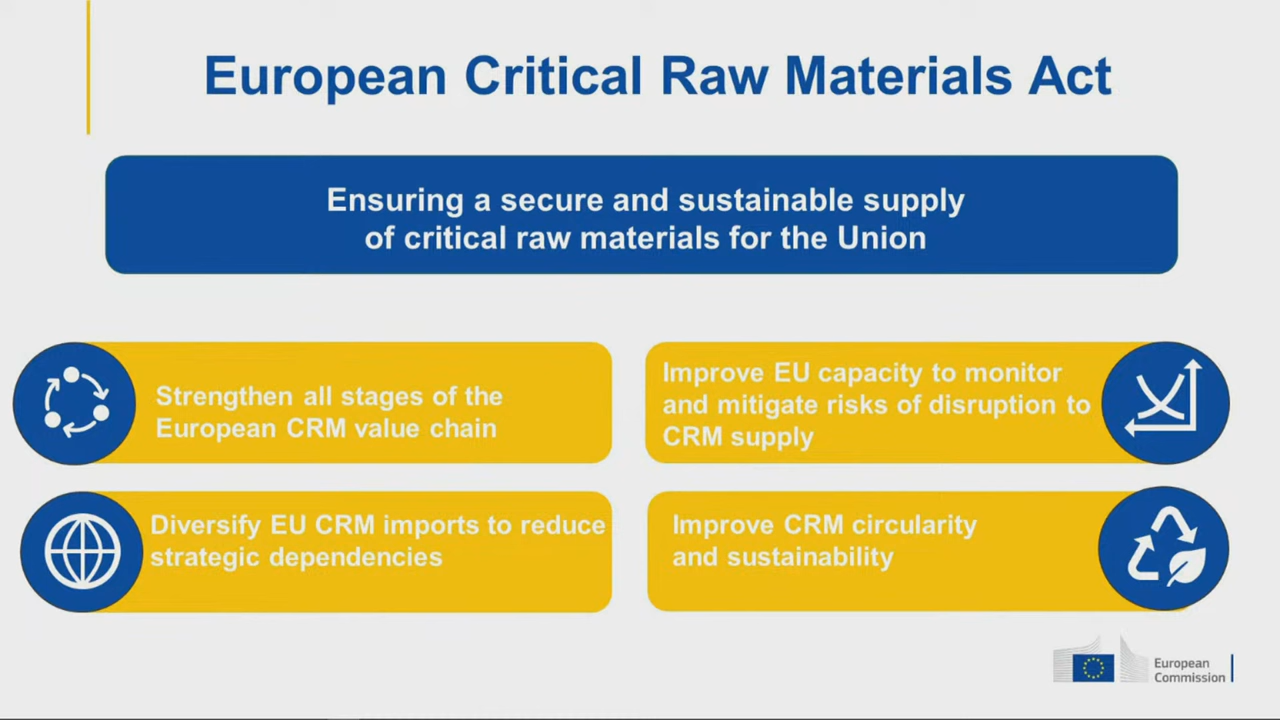 European Critical Raw Materials Act
Ensuring a secure and sustainable supply
of critical raw materials for the Union
Strengthen all stages of the
European CRM value chain
Improve EU capacity to monitor
and mitigate risks of disruption to
CRM supply
Diversify EU CRM imports to reduce
strategic dependencies
Improve CRM circularity
and sustainability
European
Commission